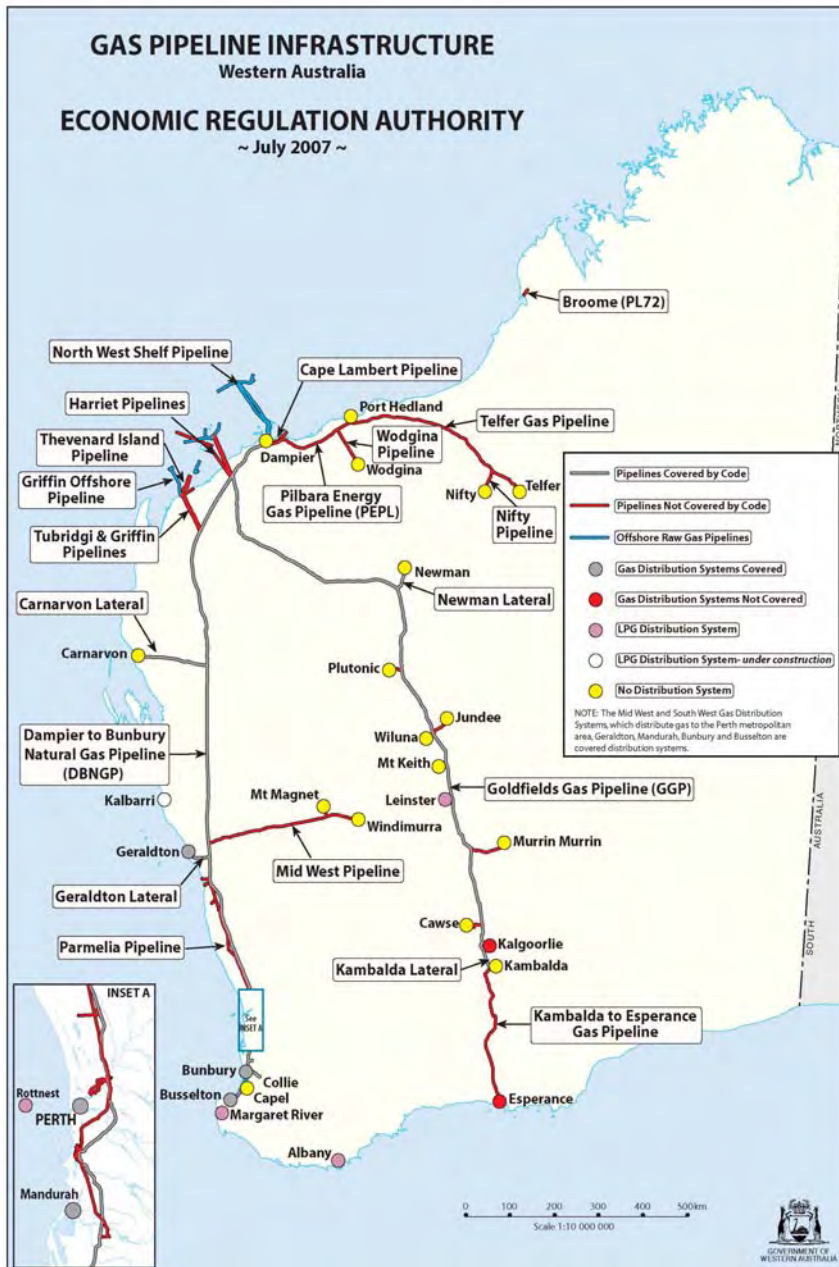 GAS PIPELINE INFRASTRUCTURE
Western Australia
ECONOMIC REGULATION AUTHORITY
~ July 2007 ~
Broome (PL72)
North West Shelf Pipeline
Cape Lambert Pipeline
Harriet Pipelines
Port Hedland
Telfer Gas Pipeline
Thevenard Island
Pipeline
Dampier
Wodgina
Pipeline
Wodgina
Griffin Offshore
Pipeline
Pilbara Energy
Gas Pipeline (PEPL)
Nifty
Telfer
Nifty
Pipeline
Tubridgi & Griffin
Pipelines
Newman
Newman Lateral
Carnarvon Lateral
Carnarvon
Plutonic
Jundee
Wiluna
Dampier to Bunbury
Natural Gas Pipeline
(DBNGP)
Mt Keith
Goldfields Gas Pipeline (GGP)
Leinster
Kalbarri
Mt Magnet
Windimurra
Murrin Murrin
Geraldton
Mid West Pipeline
Geraldton Lateral
Cawse
Kalgoorlie
Parmelia Pipeline
Kambalda Lateral
Kambalda
Kambalda to Esperance
Gas Pipeline
See
INSET A
Bunbury
Collie
Busselton
Capel
Margaret River
Esperance
Albany
INSET A
Rottnest
PERTH
Mandurah
Pipelines Covered by Code
Pipelines Not Covered by Code
Offshore Raw Gas Pipelines
Gas Distribution Systems Covered
Gas Distribution Systems Not Covered
LPG Distribution System
LPG Distribution System- under construction
No Distribution System
NOTE: The Mid West and South West Gas Distribution
Systems, which distribute gas to the Perth metropolitan
area, Geraldton, Mandurah, Bunbury and Busselton are
covered distribution systems.
AUSTRALIA
SOUTH
0 100 200 300 400 500km
Scale 1:10 000 000
GOVERNMENT OF
WESTERN AUSTRALIA